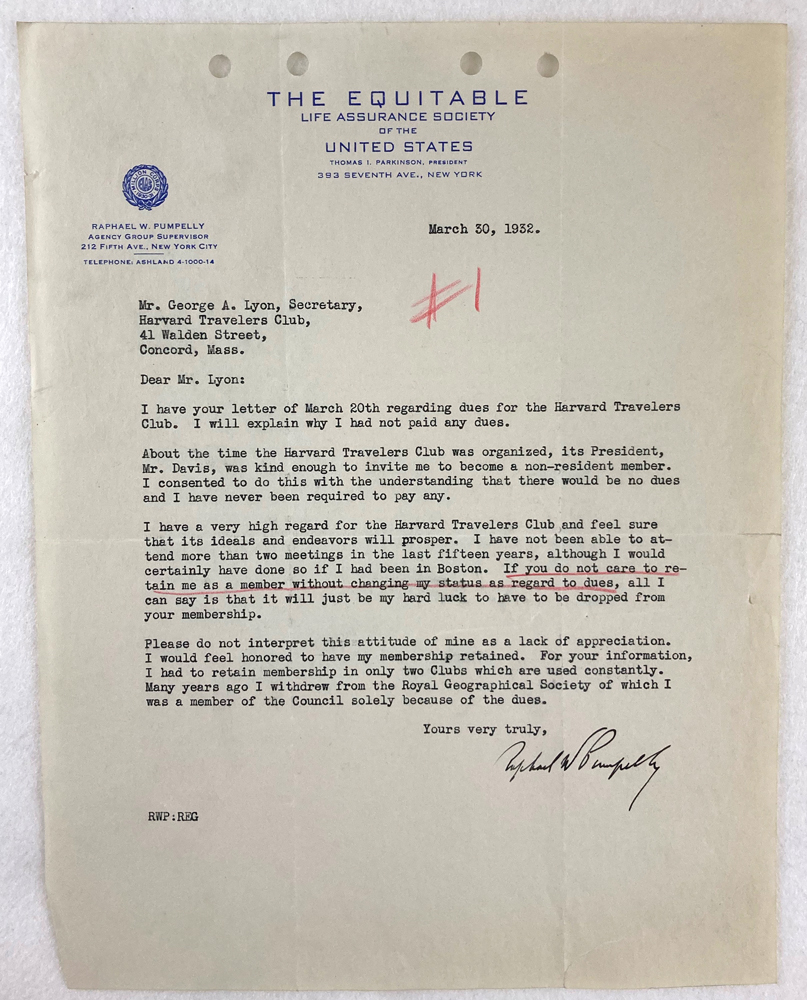 THE EQUITABLE
LIFE ASSURANCE SOCIETY
OF THE
UNITED STATES
THOMAS I. PARKINSON, PRESIDENT
393 SEVENTH AVE., NEW YORK
RAPHAEL W. PUMPELLY
AGENCY GROUP SUPERVISOR
212 FIFTH AVE., NEW YORK CITY
TELEPHONE: ASHLAND 4-1000-14
March 30, 1932.
#1
Mr. George A. Lyon, Secretary,
Harvard Travelers Club,
41 Walden Street,
Concord, Mass.
Dear Mr. Lyon:
I have your letter of March 20th regarding dues for the Harvard Travelers
Club. I will explain why I had not paid any dues.
About the time the Harvard Travelers Club was organized, its President,
Mr. Davis, was kind enough to invite me to become a non-resident member.
I consented to do this with the understanding that there would be no dues
and I have never been required to pay any.
I have a very high regard for the Harvard Travelers Club and feel sure
that its ideals and endeavors will prosper. I have not been able to at-
tend more than two meetings in the last fifteen years, although I would
certainly have done so if I had been in Boston. If you do not care to re-
tain me as a member without changing my status as regard to dues, all I
can say is that it will just be my hard luck to have to be dropped from
your membership.
Please do not interpret this attitude of mine as a lack of appreciation.
I would feel honored to have my membership retained. For your information,
I had to retain membership in only two Clubs which are used constantly.
Many years ago I withdrew from the Royal Geographical Society of which I
was a member of the Council solely because of the dues.
Yours very truly,
Raphael W Pumpelly
RWP:REG